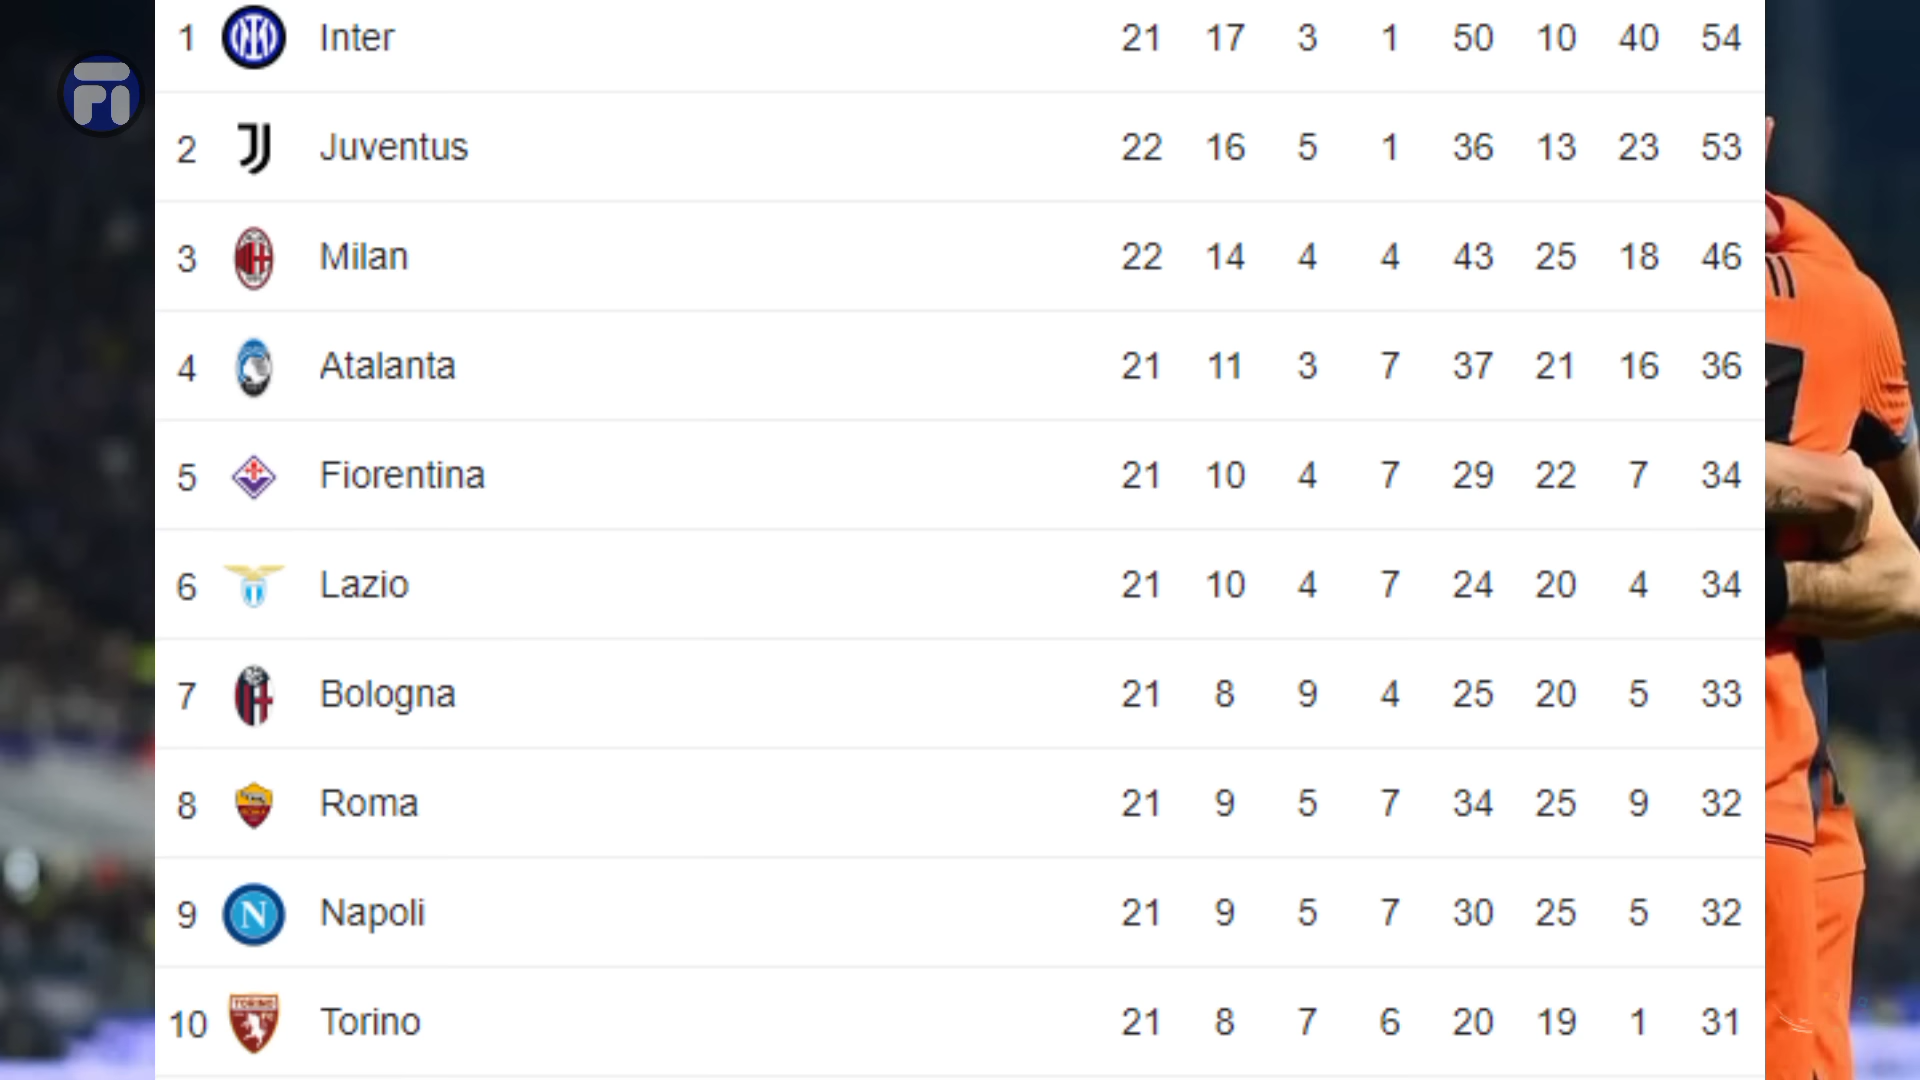 1 Inter 21 17 3 1 50 10 40 54
FI
2 Juventus 22 16 5 1 36 13 23 53
3 Milan 22 14 4 4 43 25 18 46
4 Atalanta 21 11 3 7 37 21 16 36
5 Fiorentina 21 10 4 7 29 22 7 34
6 Lazio 21 10 4 7 24 20 4 34
7 Bologna 21 8 9 4 25 20 5 33
8 Roma 21 9 5 7 34 25 9 32
9 N Napoli 21 9 5 7 30 25 5 32
10 TORINO Torino 21 8 7 6 20 19 1 31